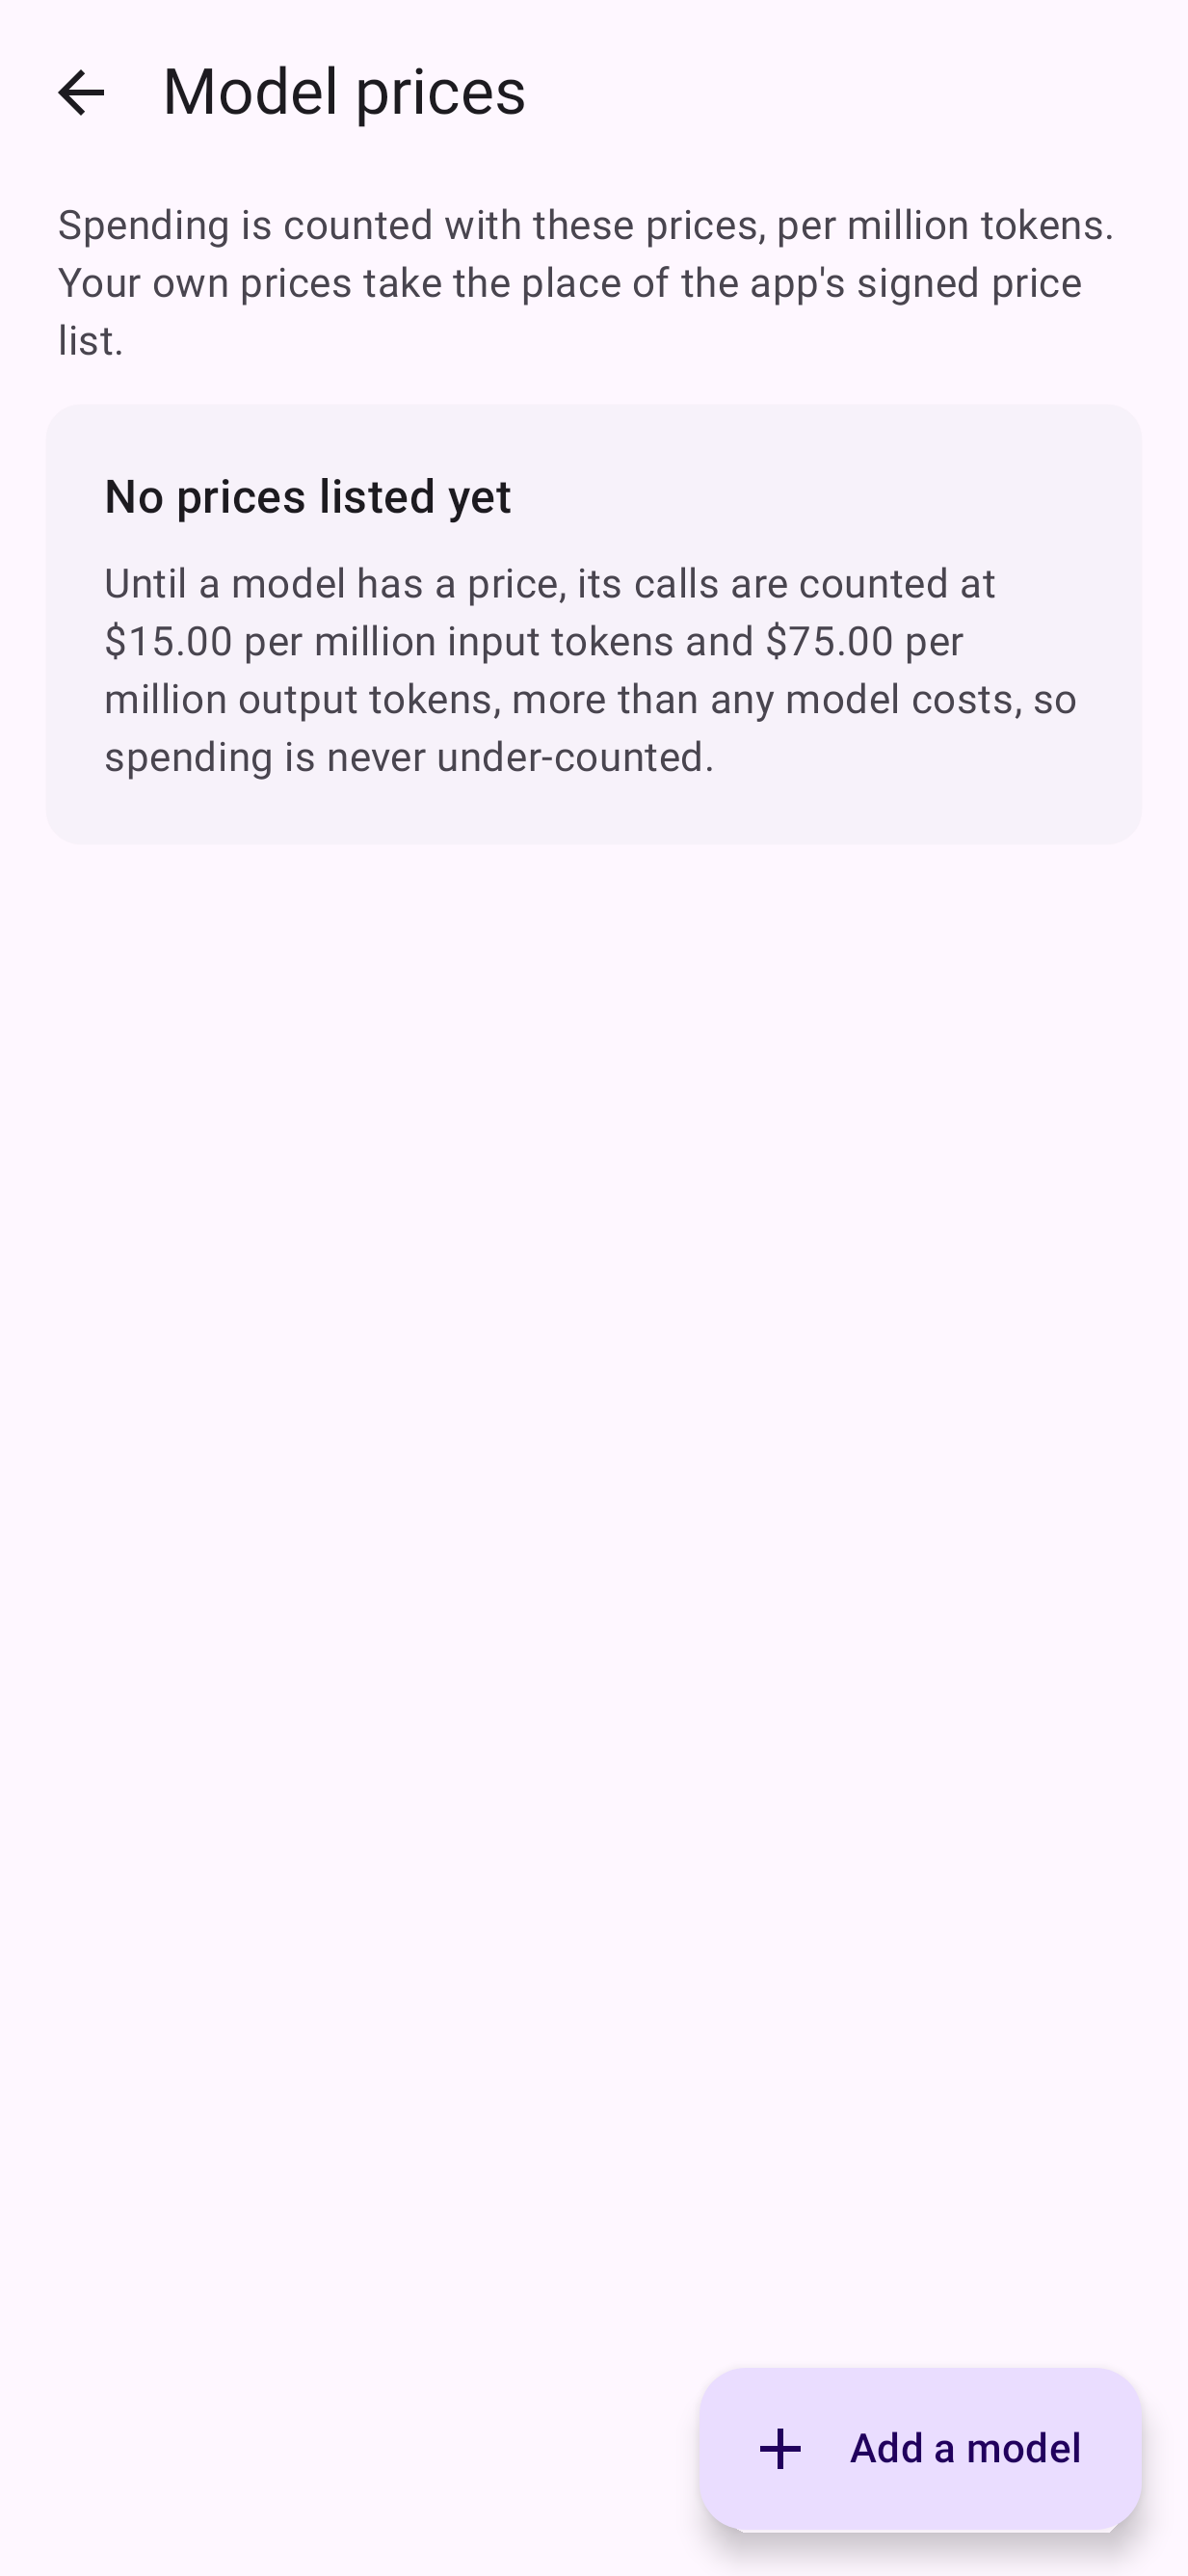 Model prices
Spending is counted with these prices, per million tokens.
Your own prices take the place of the app's signed price
list.
No prices listed yet
Until a model has a price, its calls are counted at
$15.00 per million input tokens and $75.00 per
million output tokens, more than any model costs, so
spending is never under-counted.
Add a model